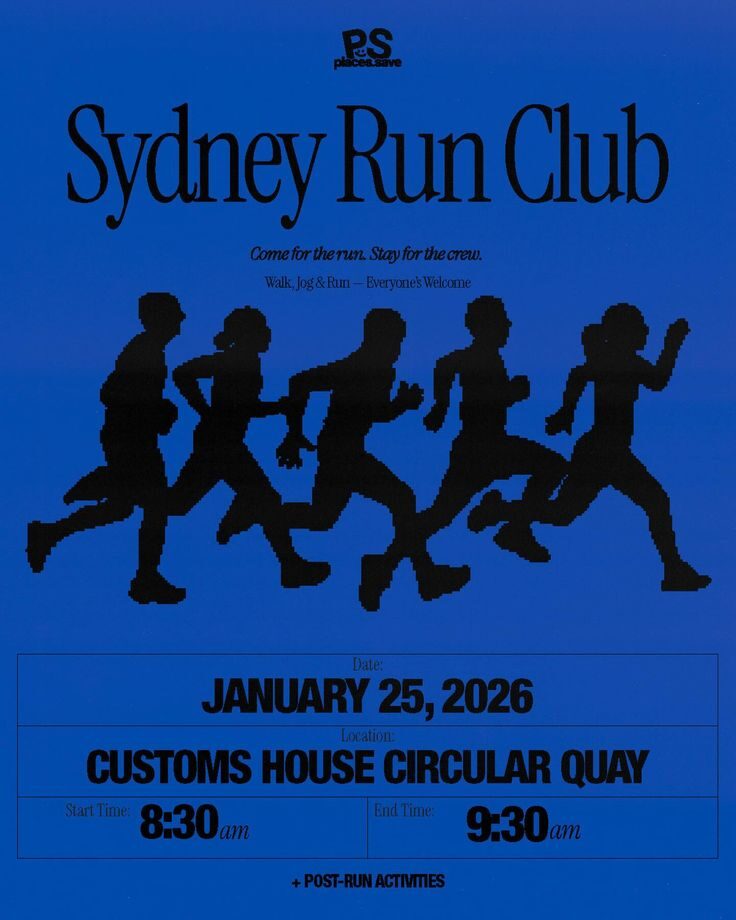 PS
places.save
Sydney Run Club
Come for the run. Stay for the crew.
Walk, Jog & Run — Everyone's Welcome
Date:
JANUARY 25, 2026
Location:
CUSTOMS HOUSE CIRCULAR QUAY
Start Time: 8:30am
End Time: 9:30am
+ POST-RUN ACTIVITIES